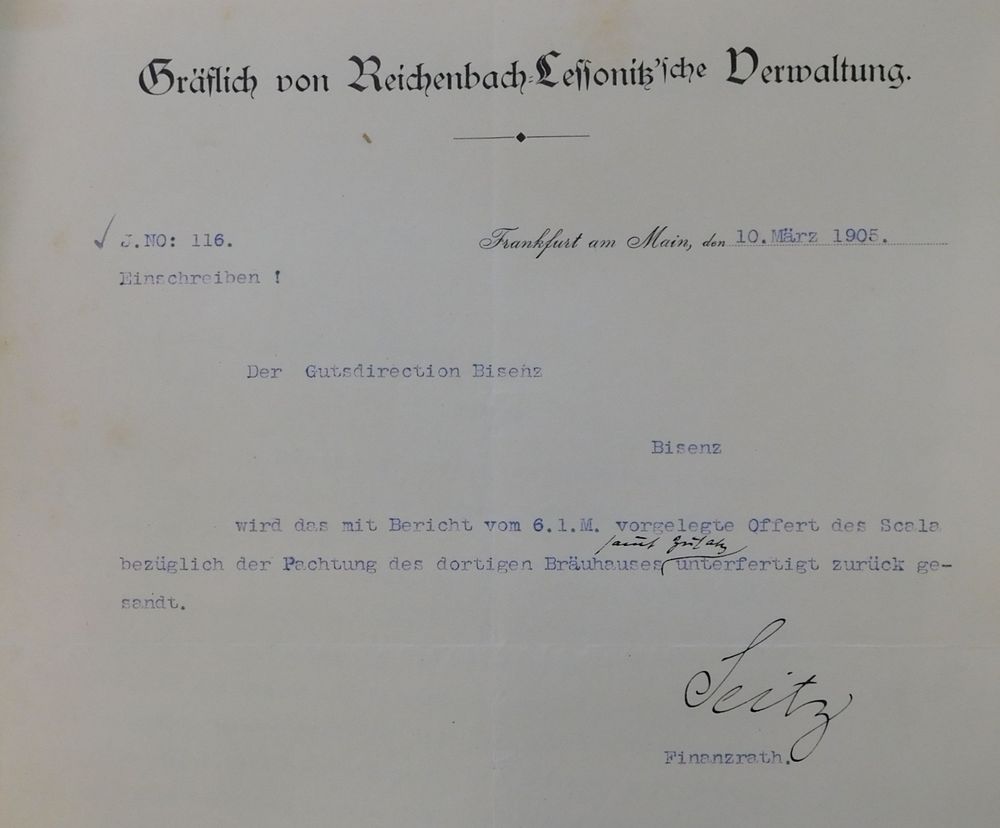 Gräflich von Reichenbach-Lessonitz'sche Verwaltung.
J.NO: 116.
Frankfurt am Main, den 10.März 1905.
Einschreiben !
Der Gutsdirection Bisenz
Bisenz
wird das mit Bericht vom 6.l.M. vorgelegte Offert des Scala
samt Zusatz
bezüglich der Pachtung des dortigen Bräuhauses unterfertigt zurück ge-
sandt.
Seitz
Finanzrath.